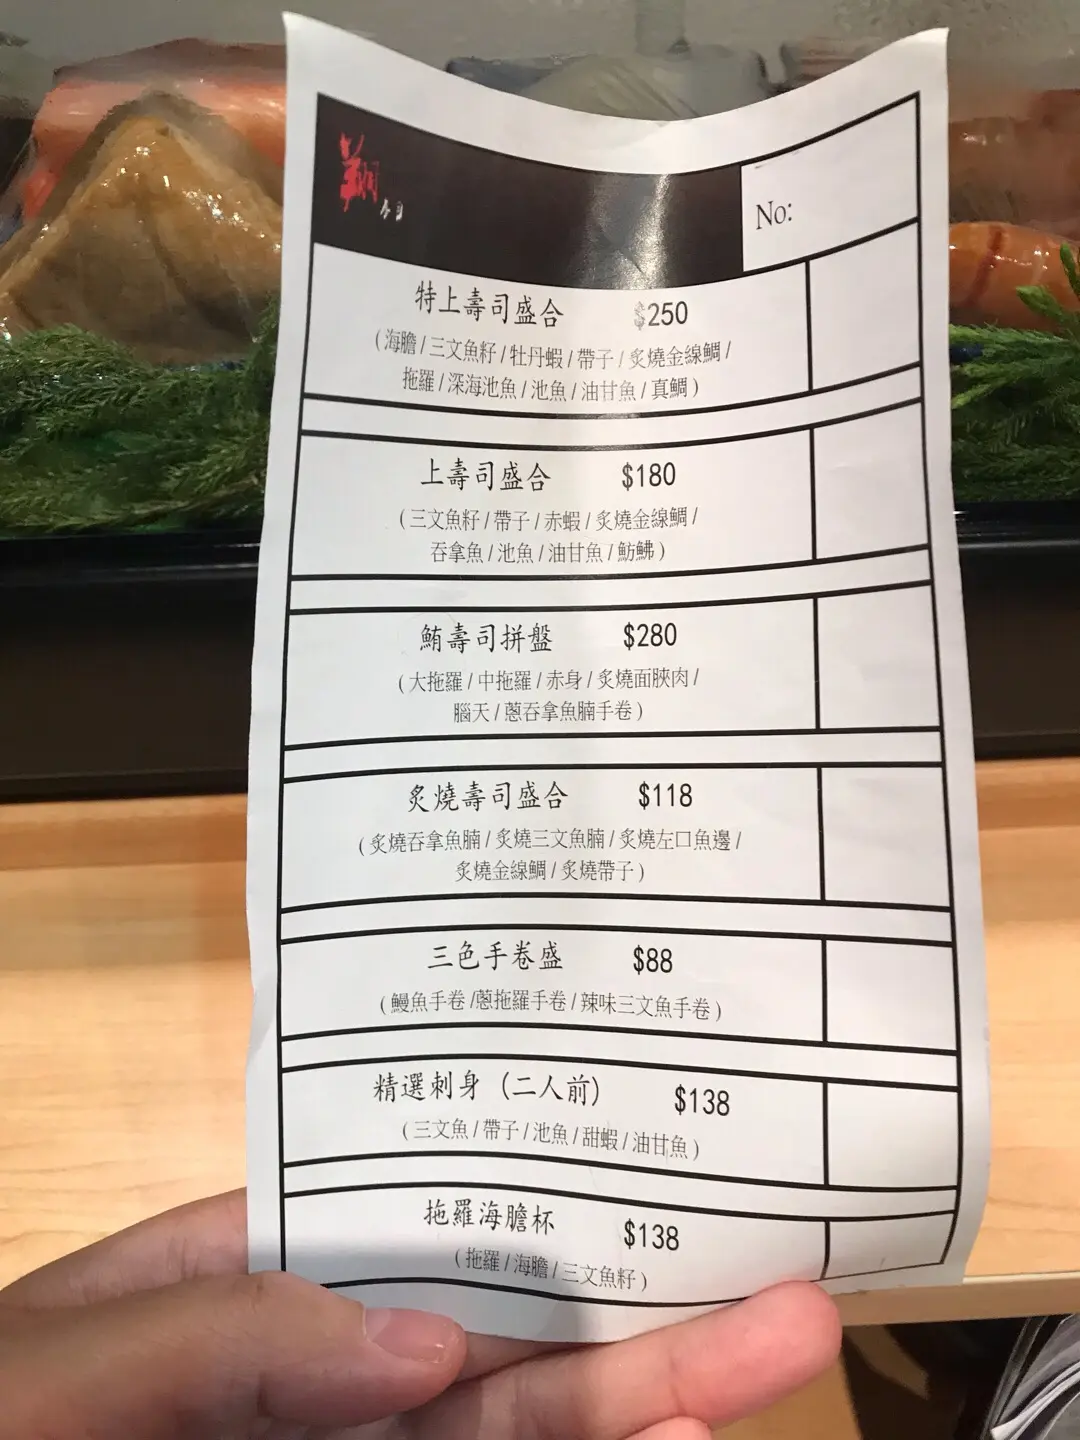 翔
壽司
No:
特上壽司盛合 $250
(海膽/三文魚籽/牡丹蝦/帶子/炙燒金線鯛/
拖羅/深海池魚/池魚/油甘魚/真鯛)
上壽司盛合 $180
(三文魚籽/帶子/赤蝦/炙燒金線鯛/
吞拿魚/池魚/油甘魚/魴鮄)
鮪壽司拼盤 $280
(大拖羅/中拖羅/赤身/炙燒面脥肉/
腦天/蔥吞拿魚腩手卷)
炙燒壽司盛合 $118
(炙燒吞拿魚腩/炙燒三文魚腩/炙燒左口魚邊/
炙燒金線鯛/炙燒帶子)
三色手卷盛 $88
(鰻魚手卷/蔥拖羅手卷/辣味三文魚手卷)
精選刺身 (二人前) $138
(三文魚/帶子/池魚/甜蝦/油甘魚)
拖羅海膽杯 $138
(拖羅/海膽/三文魚籽)